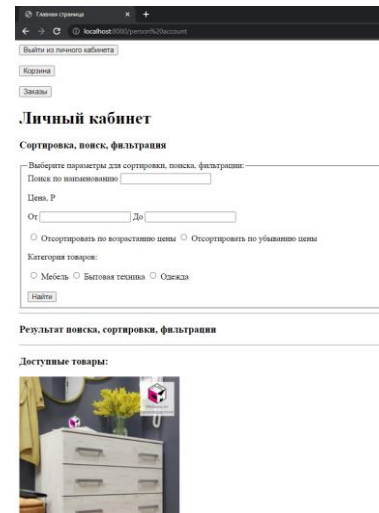 Главная страница
localhost:8080/person%20account
Выйти из личного кабинета
Корзина
Заказы
Личный кабинет
Сортировка, поиск, фильтрация
Выберите параметры для сортировки, поиска, фильтрации:
Поиск по наименованию
Цена, Р
От До
Отсортировать по возрастанию цены Отсортировать по убыванию цены
Категория товаров:
Мебель Бытовая техника Одежда
Найти
Результат поиска, сортировки, фильтрации
Доступные товары: